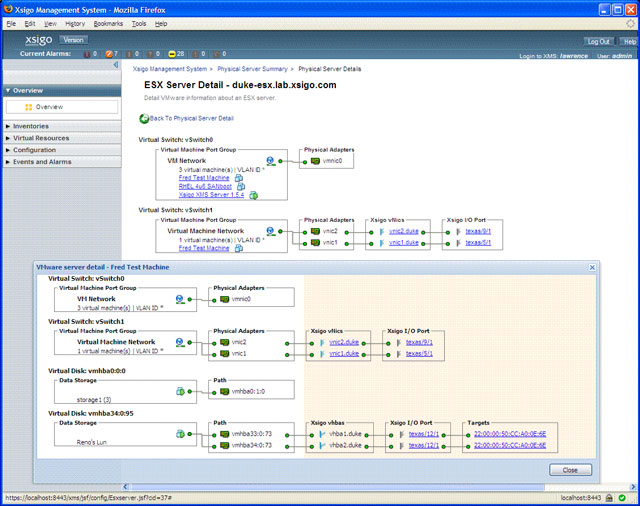 Xsigo Management System - Mozilla Firefox
File Edit View History Bookmarks Tools Help
xsigo Version
Log Out Help
Current Alarms: 0 7 1 0 28 0
Login to XMS: lawrence User: admin
Xsigo Management System > Physical Server Summary > Physical Server Details
Overview
Overview
Inventories
Virtual Resources
Configuration
Events and Alarms
ESX Server Detail - duke-esx.lab.xsigo.com
Detail VMware information about an ESX server.
Back To Physical Server Detail
Virtual Switch: vSwitch0
Virtual Machine Port Group Physical Adapters
VM Network vmnic0
3 virtual machine(s) | VLAN ID *
Fred Test Machine
RHEL 4u6 SANboot
Xsigo XMS Server 1.5.4
Virtual Switch: vSwitch1
Virtual Machine Port Group Physical Adapters Xsigo vNics Xsigo I/O Port
Virtual Machine Network vnic2 vnic2.duke texas/9/1
1 virtual machine(s) | VLAN ID * vnic1 vnic1.duke texas/5/1
Fred Test Machine
VMware server detail - Fred Test Machine
Virtual Switch: vSwitch0
Virtual Machine Port Group Physical Adapters
VM Network vmnic0
3 virtual machine(s) | VLAN ID *
Virtual Switch: vSwitch1
Virtual Machine Port Group Physical Adapters Xsigo vNics Xsigo I/O Port
Virtual Machine Network vnic2 vnic2.duke texas/9/1
1 virtual machine(s) | VLAN ID * vnic1 vnic1.duke texas/5/1
Virtual Disk: vmhba0:0:0
Data Storage Path
vmhba0:1:0
storage1 (3)
Virtual Disk: vmhba34:0:95
Data Storage Path Xsigo vhbas Xsigo I/O Port Targets
vmhba33:0:73 vhba1.duke texas/12/1 22:00:00:50:CC:A0:0E:6E
Reno's Lun vmhba34:0:73 vhba2.duke texas/12/1 22:00:00:50:CC:A0:0E:6E
Close
https://localhost:8443/xms/jsf/config/Esxserver.jsf?cid=37#
localhost:8443